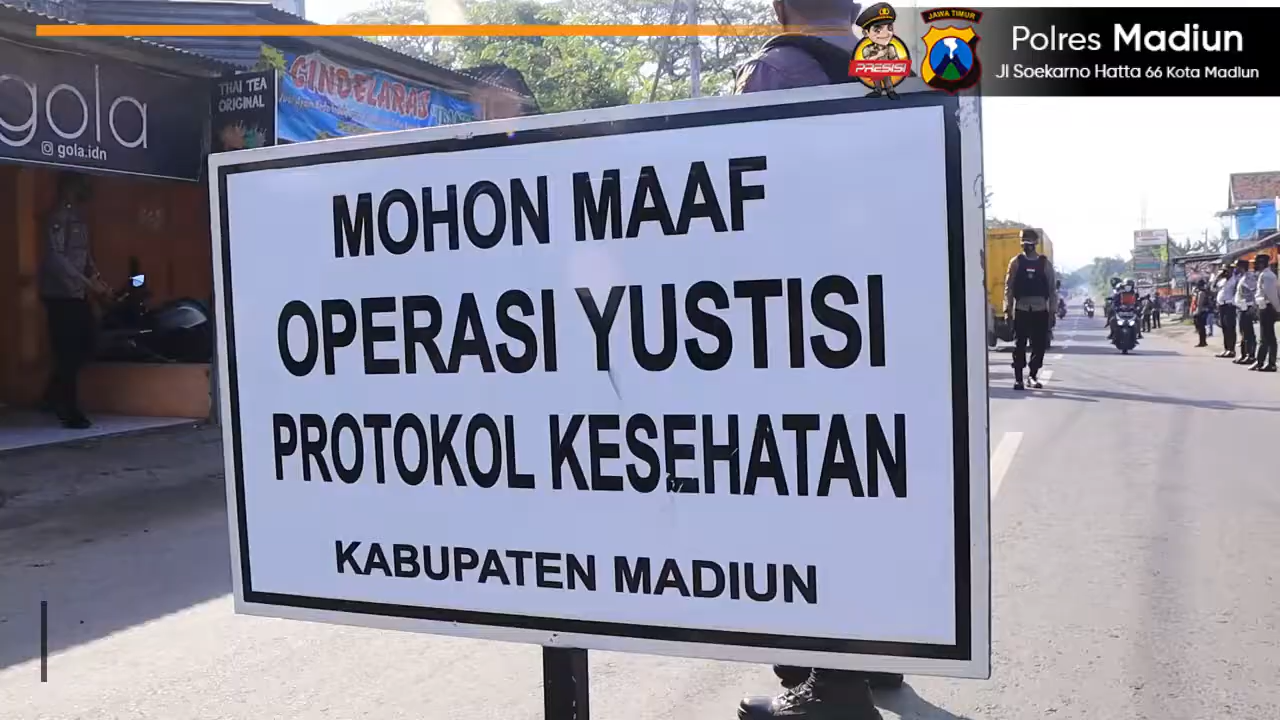 JAWA TIMUR
PRESISI
Polres Madiun
Jl Soekarno Hatta 66 Kota Madiun
gola
gola.idn
THAI TEA
ORIGINAL
CINDELARAS
MOHON MAAF
OPERASI YUSTISI
PROTOKOL KESEHATAN
KABUPATEN MADIUN